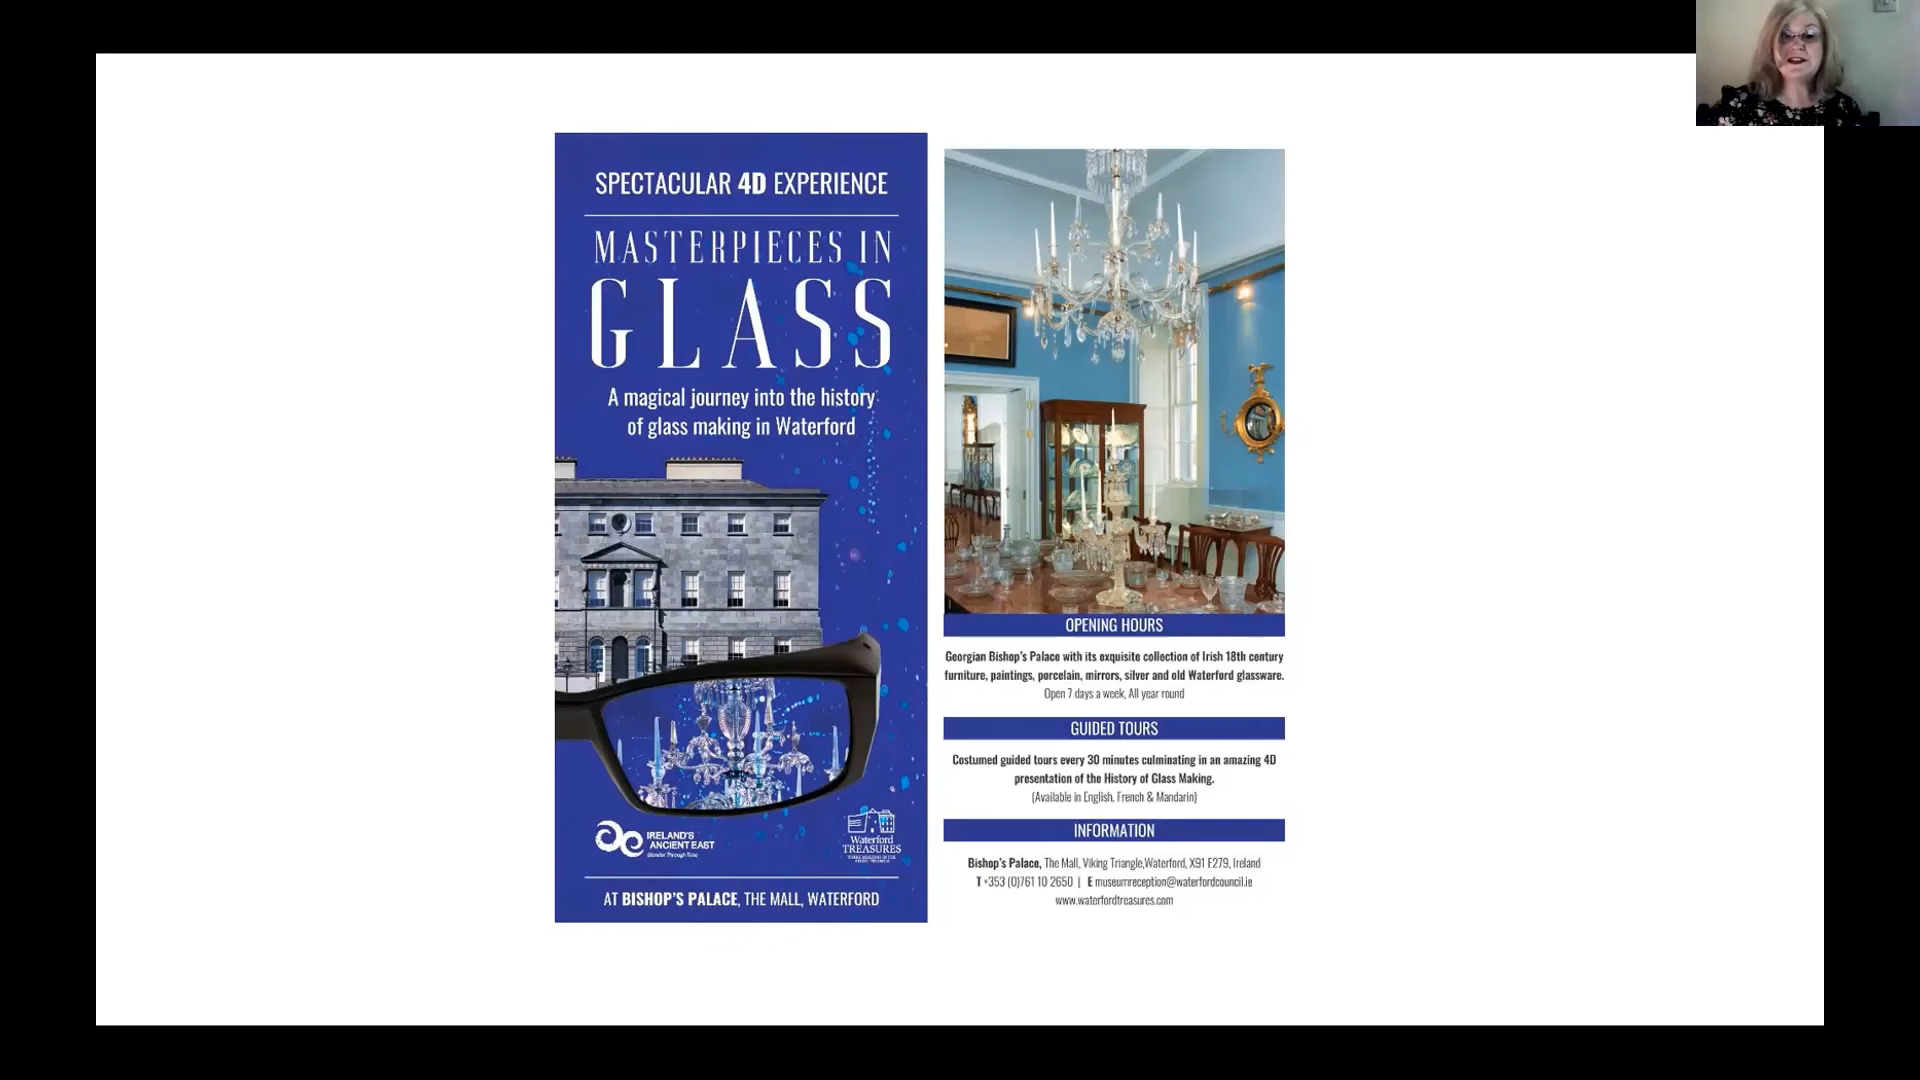 SPECTACULAR 4D EXPERIENCE
MASTERPIECES IN
GLASS
A magical journey into the history
of glass making in Waterford
IRELAND'S
ANCIENT EAST
Wander Through Time
Waterford
TREASURES
AT BISHOP'S PALACE, THE MALL, WATERFORD
OPENING HOURS
Georgian Bishop's Palace with its exquisite collection of Irish 18th century
furniture, paintings, porcelain, mirrors, silver and old Waterford glassware.
Open 7 days a week, All year round
GUIDED TOURS
Costumed guided tours every 30 minutes culminating in an amazing 4D
presentation of the History of Glass Making.
(Available in English, French & Mandarin)
INFORMATION
Bishop's Palace, The Mall, Viking Triangle,Waterford, X91 F279, Ireland
T +353 (0)761 10 2650 | E museumreception@waterfordcouncil.ie
www.waterfordtreasures.com